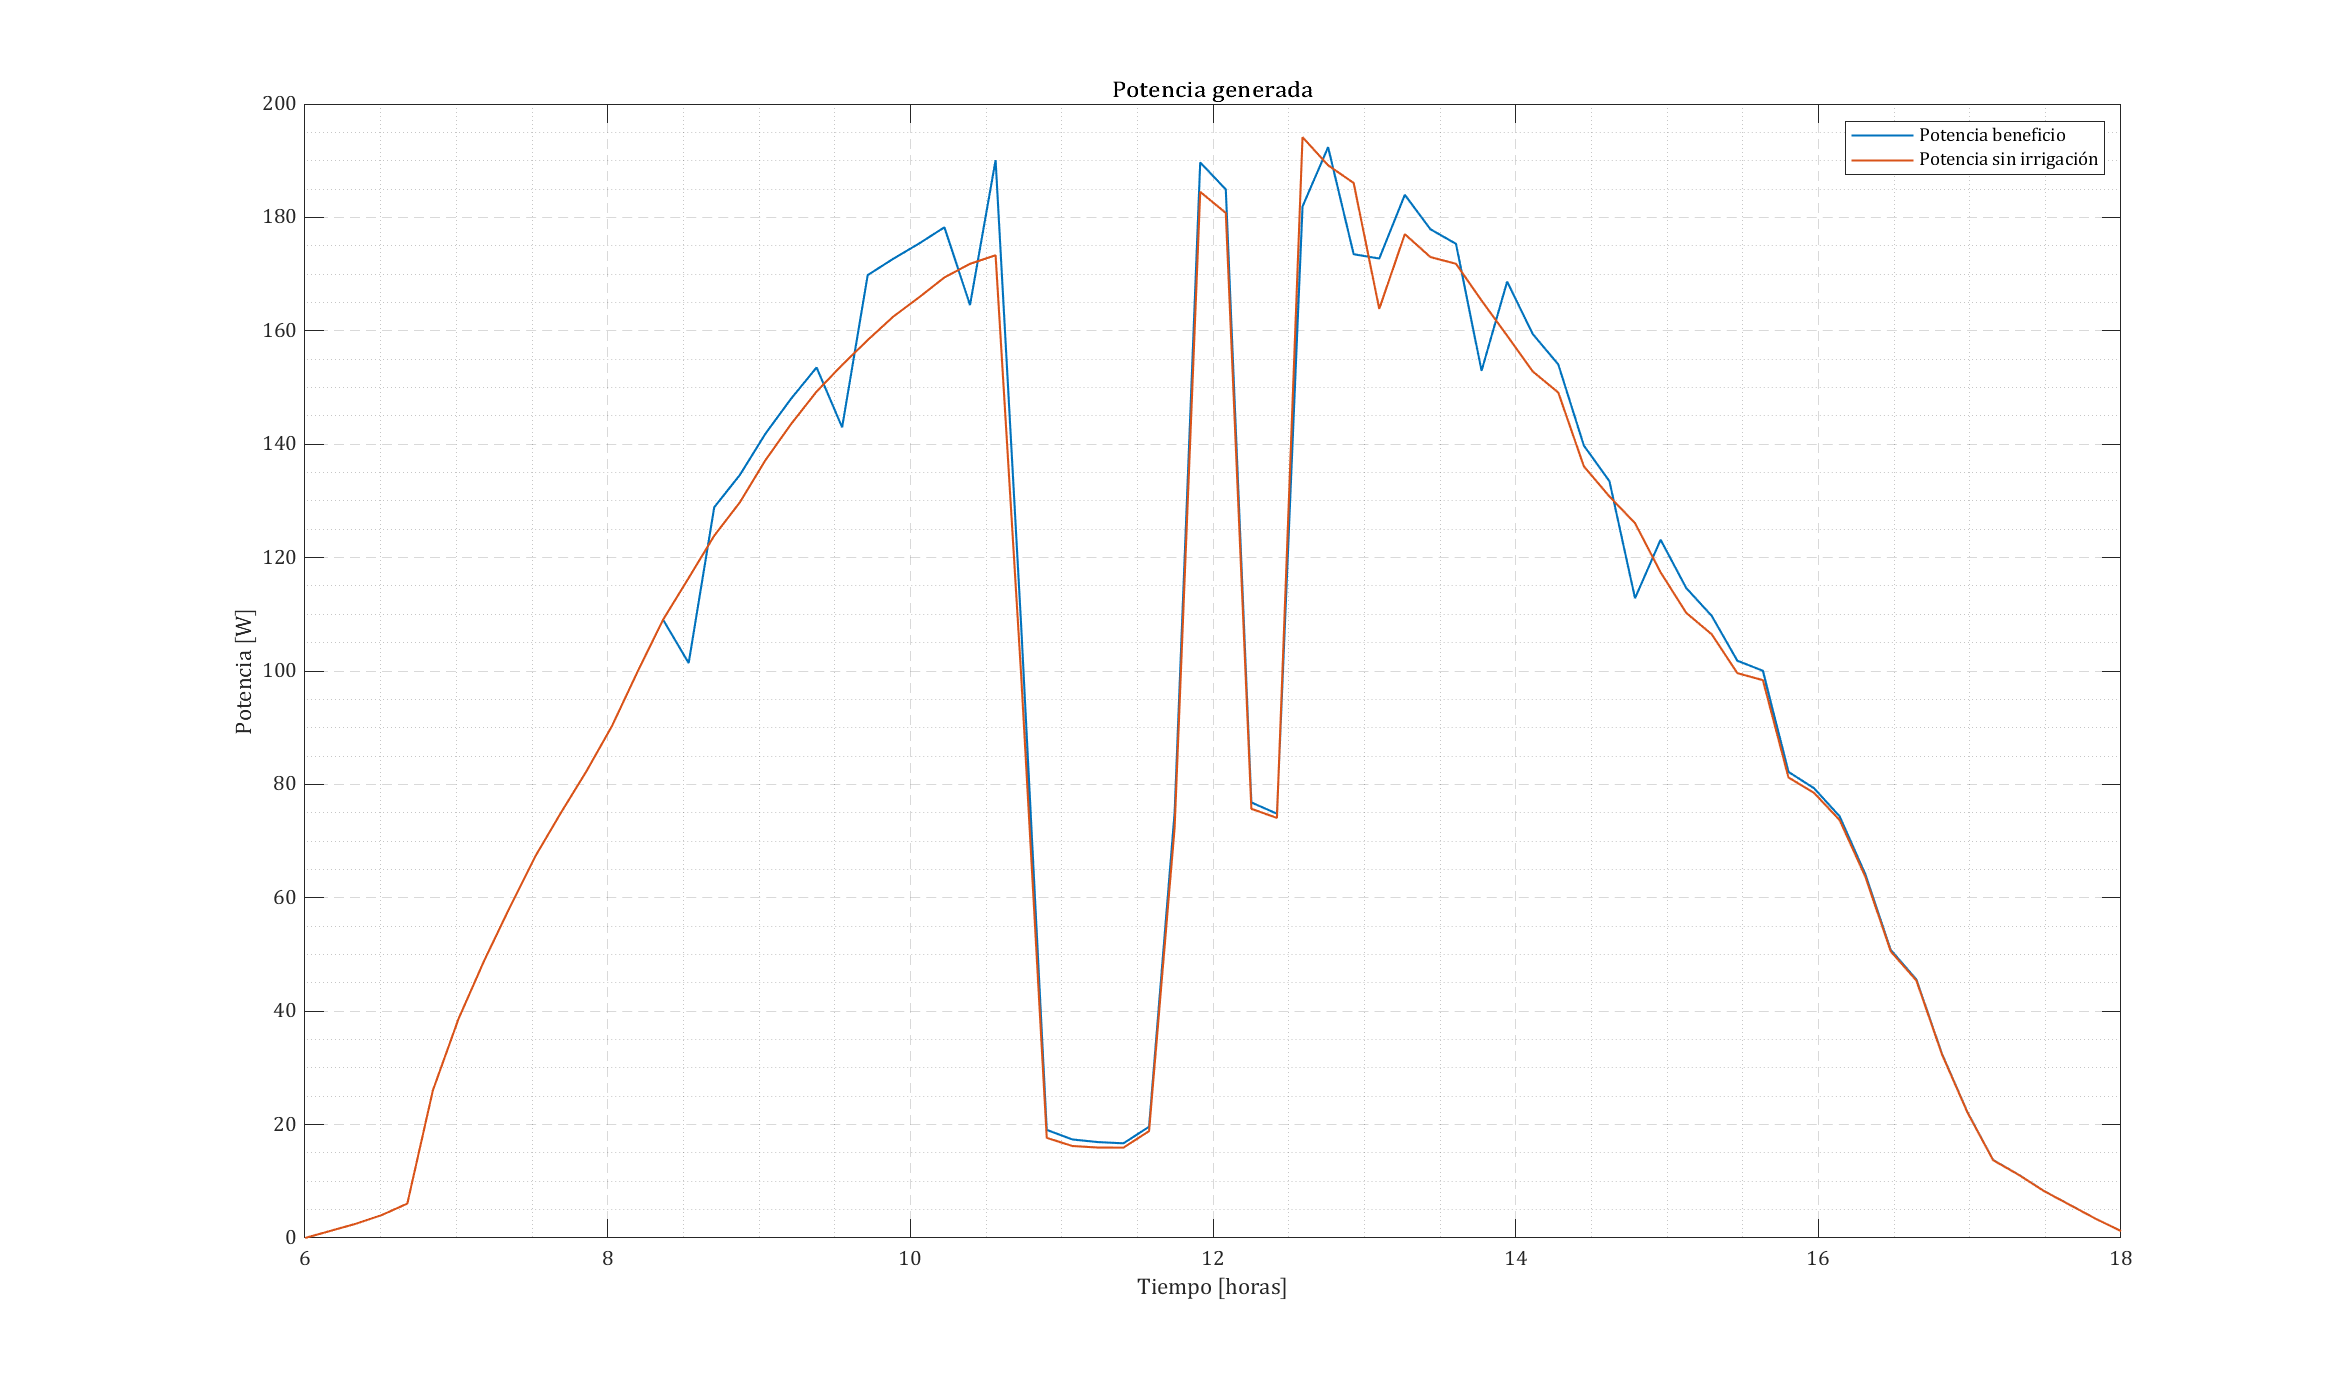 Potencia generada
200
180
160
140
120
100
80
60
40
20
0
Potencia [W]
Potencia beneficio
Potencia sin irrigación
6 8 10 12 14 16 18
Tiempo [horas]